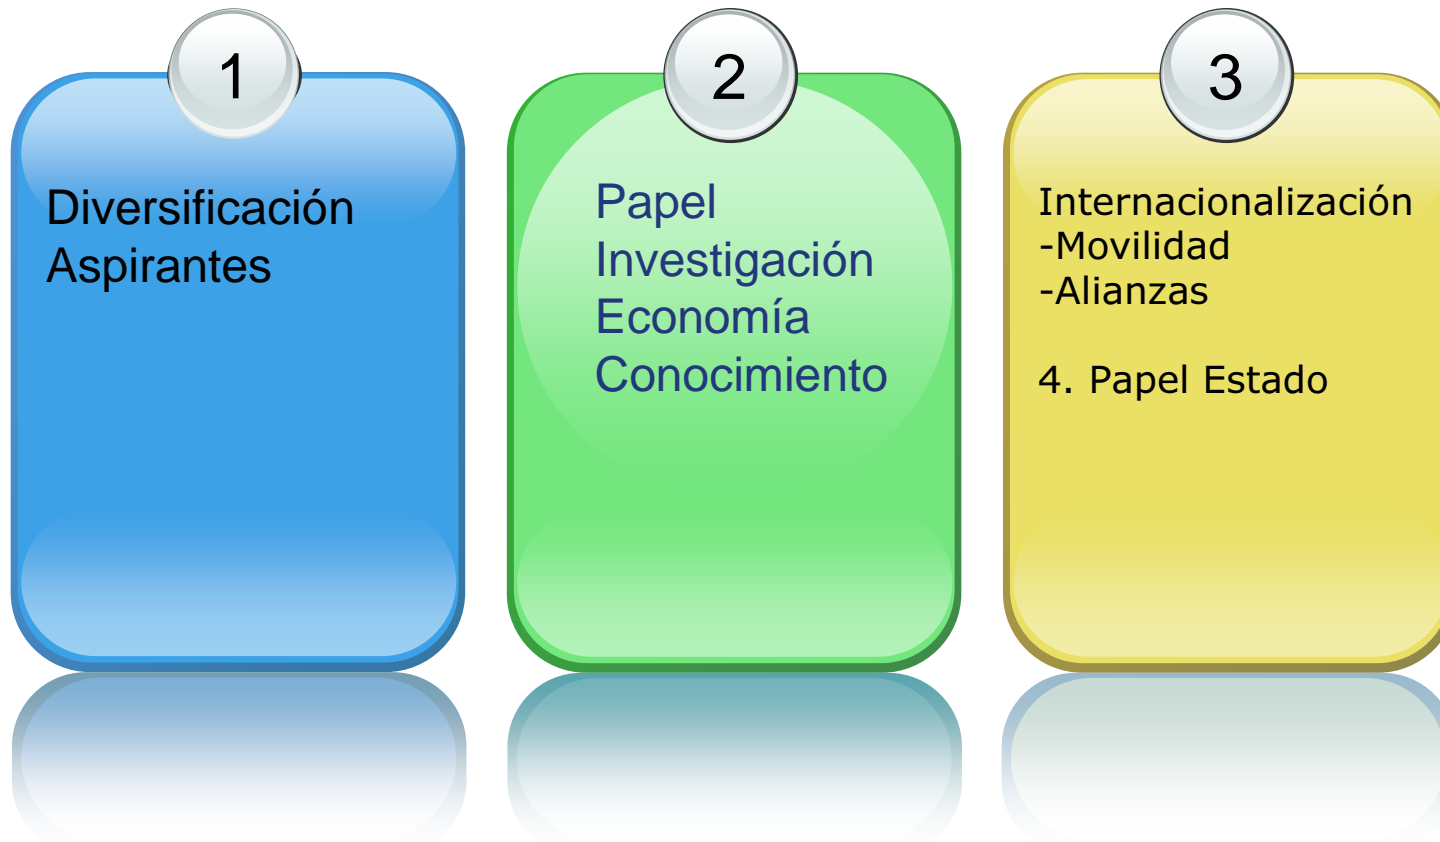 1
Diversificación
Aspirantes
2
Papel
Investigación
Economía
Conocimiento
3
Internacionalización
-Movilidad
-Alianzas
4. Papel Estado